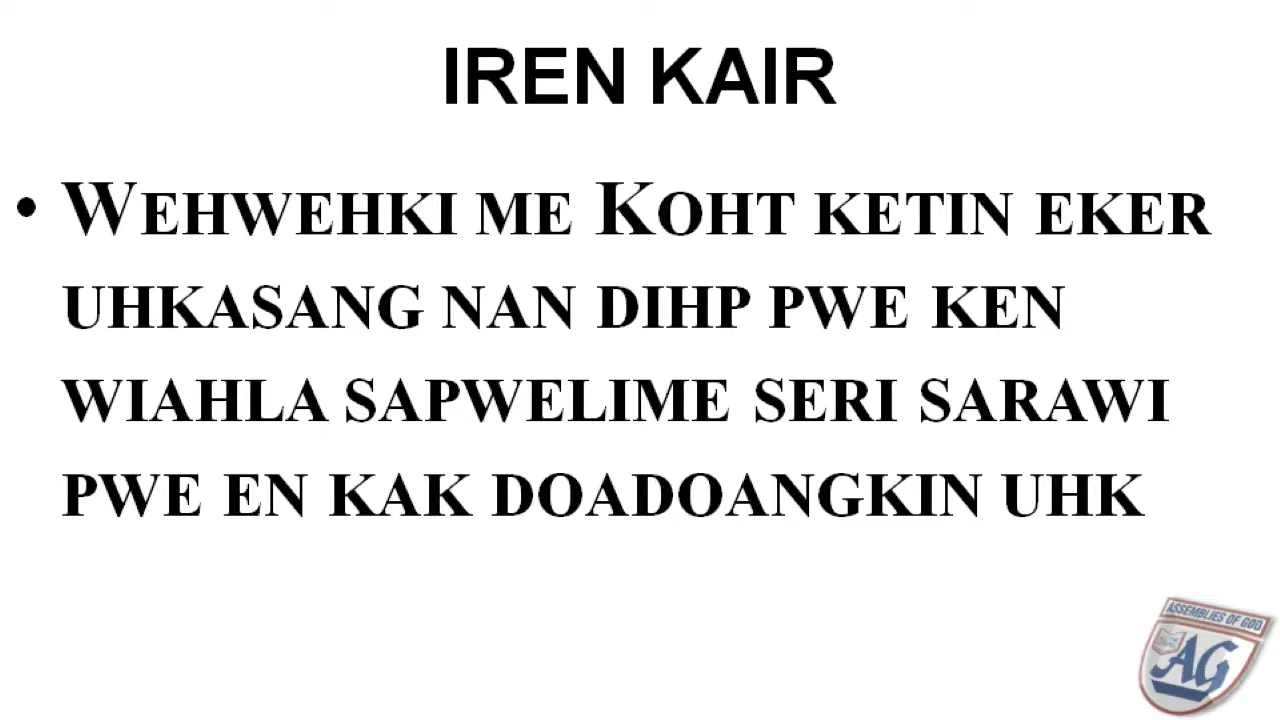 IREN KAIR
• WEHWEHKI ME KOHT KETIN EKER
UHKASANG NAN DIHP PWE KEN
WIAHLA SAPWELIME SERI SARAWI
PWE EN KAK DOADOANGKIN UHK
ASSEMBLIES OF GOD
AG